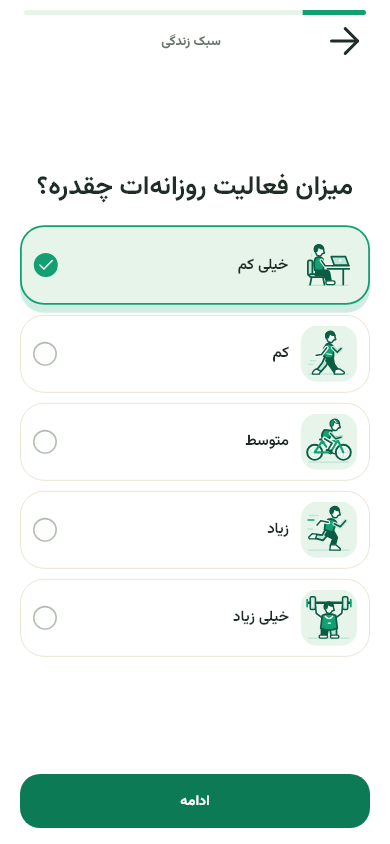 سبک زندگی
میزان فعالیت روزانه‌ات چقدره؟
خیلی کم
کم
متوسط
زیاد
خیلی زیاد
ادامه